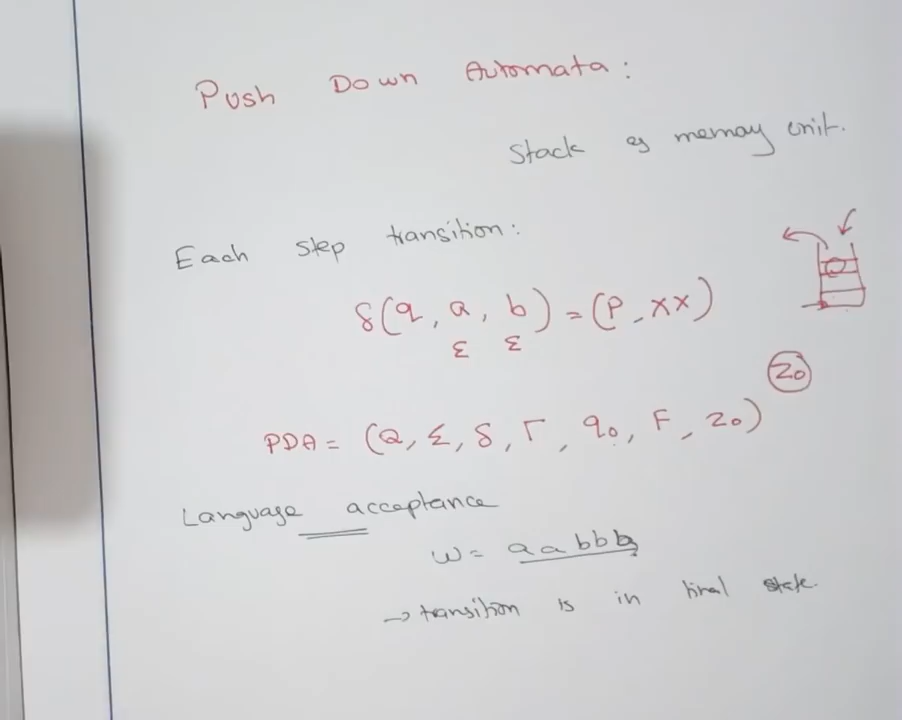 Push Down Automata :
Stack as memory unit.
Each step transition :
δ(q, a, b) = (p, xx)
ε ε
z0
PDA = (Q, Σ, δ, Γ, q0, F, z0)
Language acceptance
w = aabbb
→ transition is in final state.